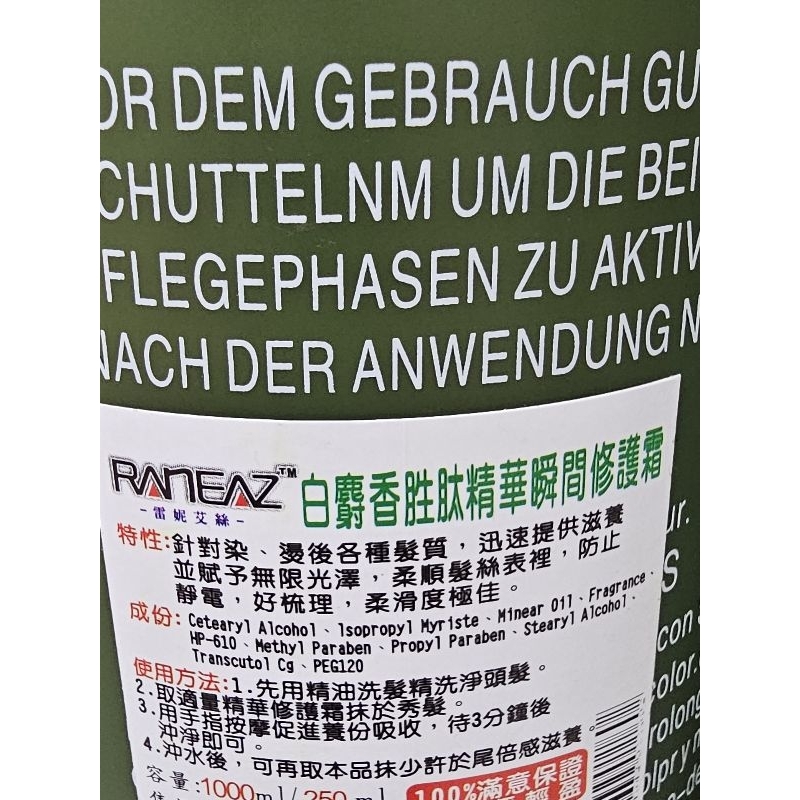 OR DEM GEBRAUCH GU
CHUTTELNM UM DIE BEI
FLEGEPHASEN ZU AKTIV
NACH DER ANWENDUNG
RANEAZ™
-雷妮艾絲-
白麝香胜肽精華瞬間修護霜
特性:針對染、燙後各種髮質，迅速提供滋養
並賦予無限光澤，柔順髮絲表裡，防止
靜電，好梳理，柔滑度極佳。
成份:Cetearyl Alcohol、Isopropyl Myriste、Minear Oil、Fragrance、
HP-610、Methyl Paraben、Propyl Paraben、Stearyl Alcohol、
Transcutol Cg、PEG120
使用方法:1.先用精油洗髮精洗淨頭髮。
2.取適量精華修護霜抹於秀髮。
3.用手指按摩促進養份吸收，待3分鐘後
沖淨即可。
4.沖水後，可再取本品抹少許於尾倍感滋養。
容量:1000ml/250ml
100%滿意保證
ur.
S
con
color.
rolong